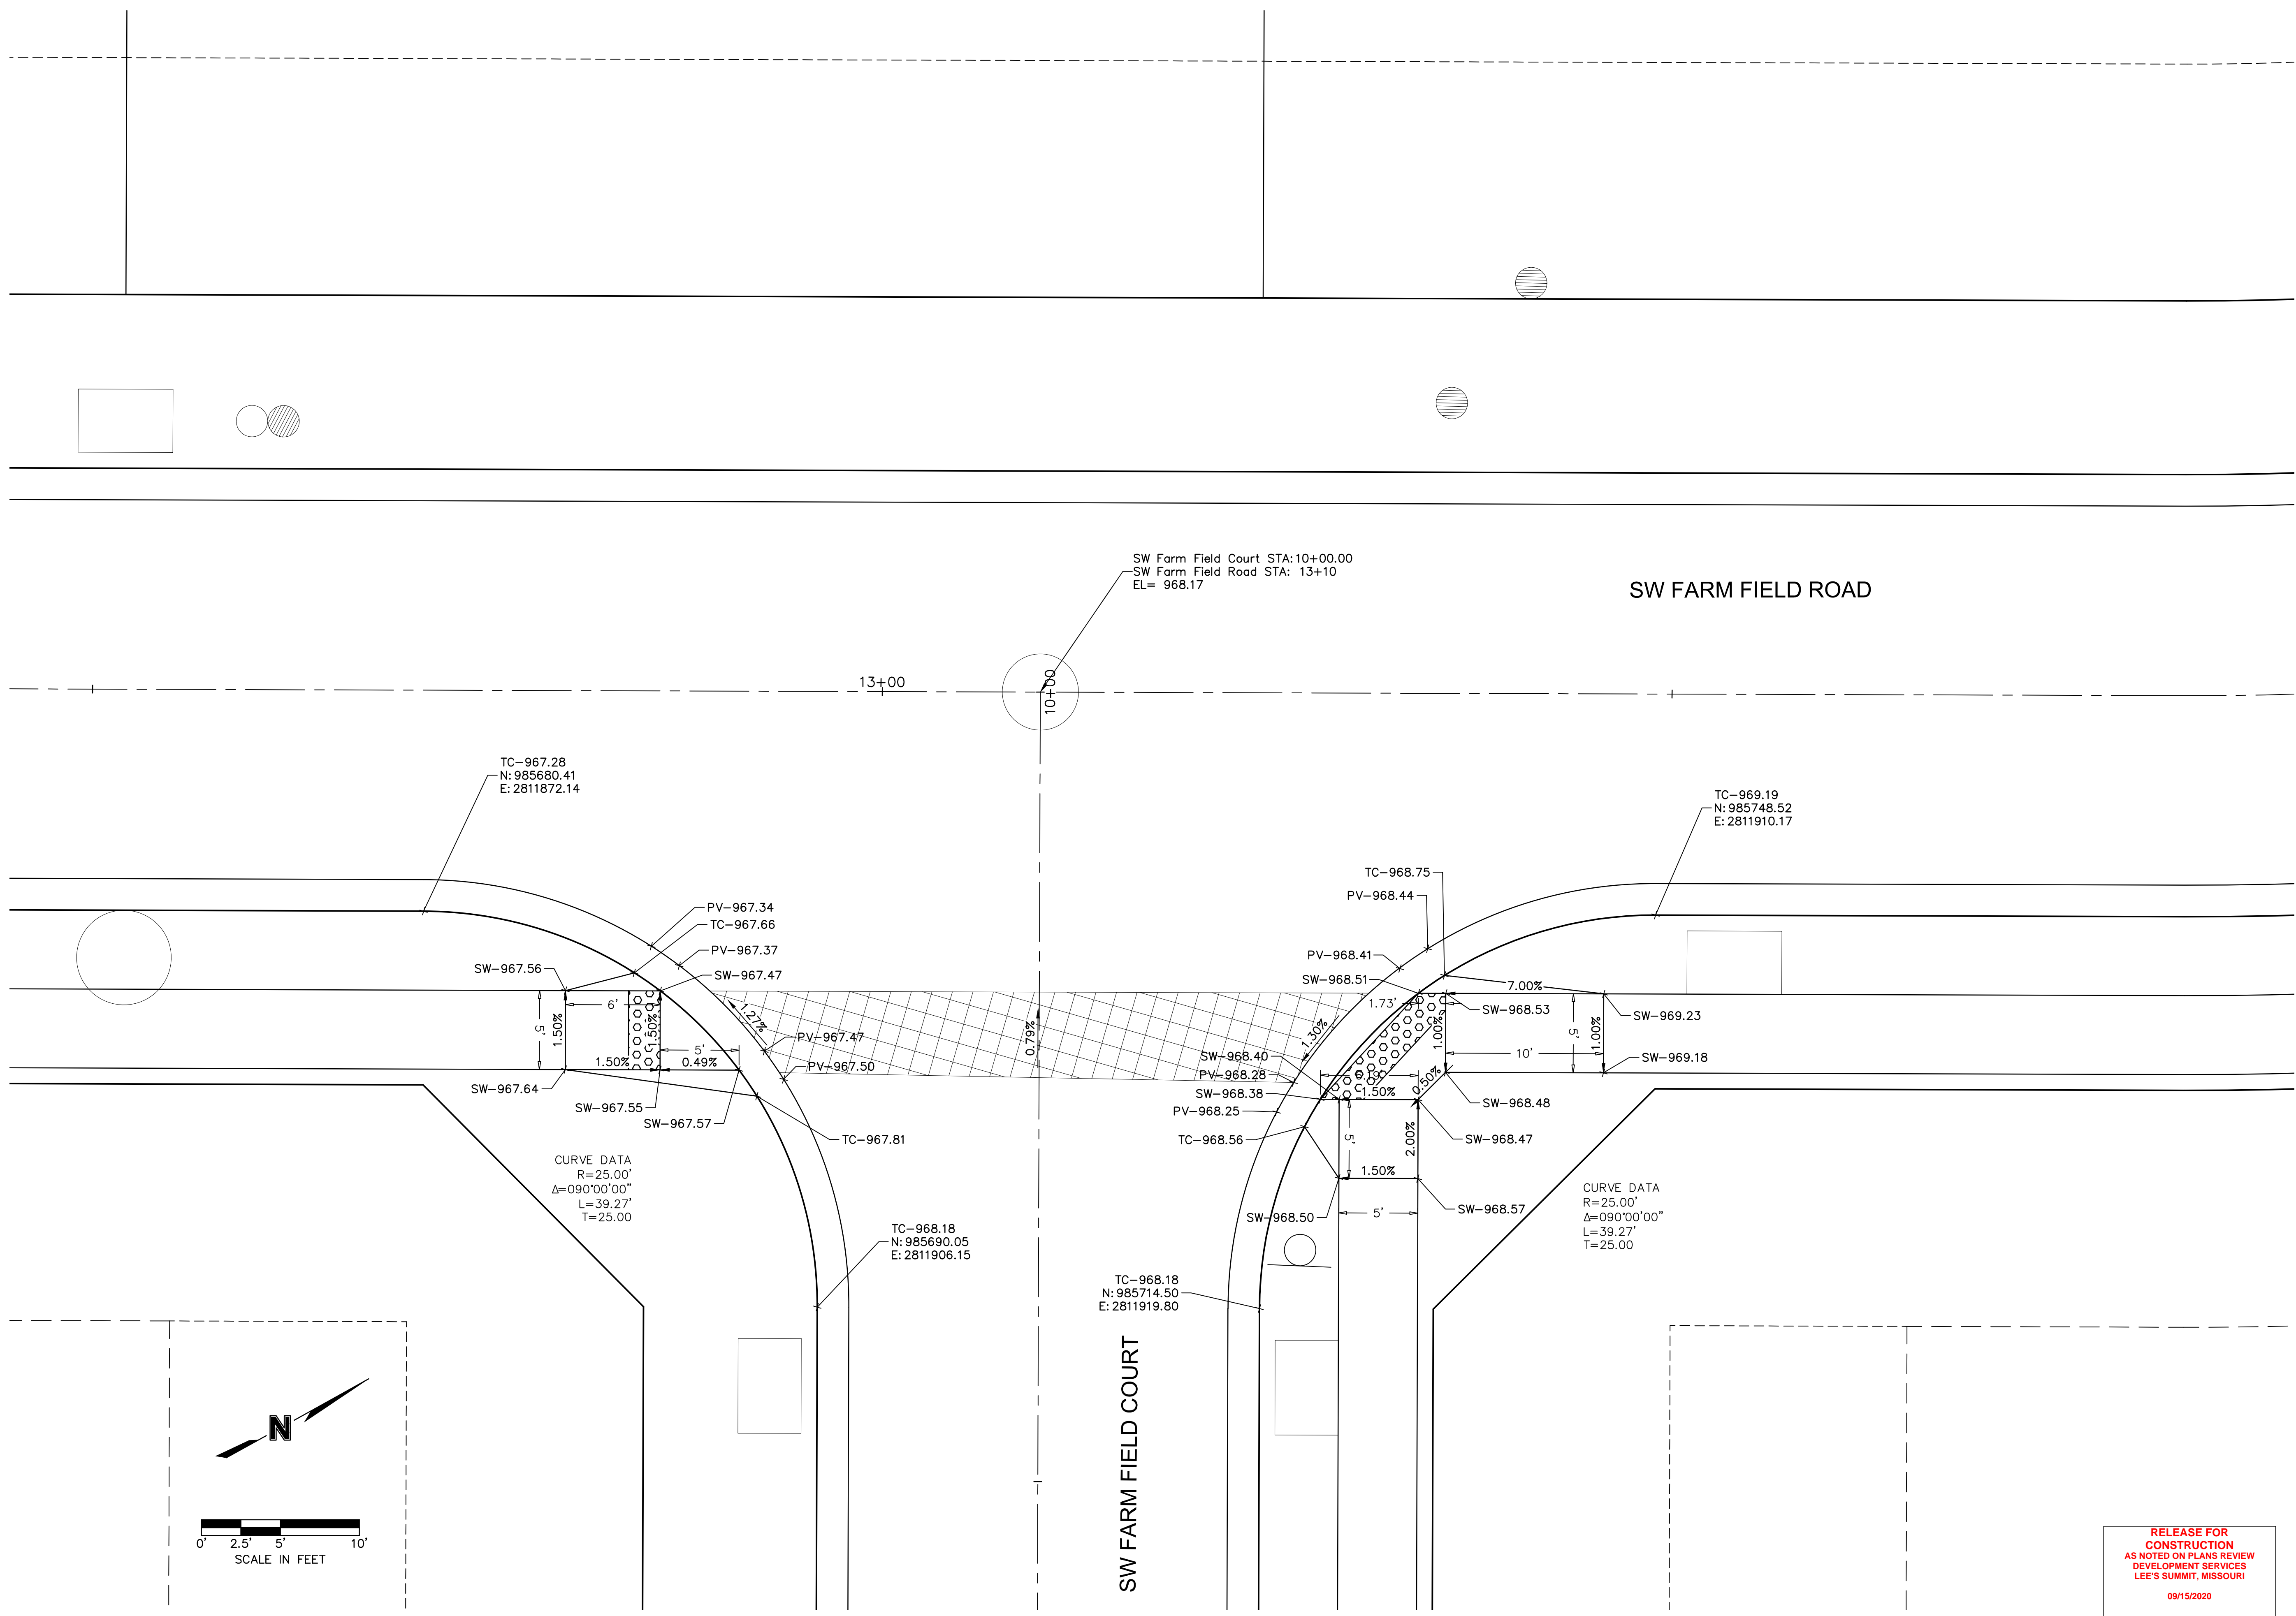 SW Farm Field Court STA:10+00.00
SW Farm Field Road STA: 13+10
EL= 968.17
SW FARM FIELD ROAD
13+00
10+00
TC-967.28
N: 985680.41
E: 2811872.14
TC-969.19
N: 985748.52
E: 2811910.17
PV-967.34
TC-967.66
PV-967.37
SW-967.47
SW-967.56
6'
5'
1.50%
1.50%
1.50%
5'
0.49%
SW-967.64
SW-967.55
SW-967.57
1.27%
PV-967.47
PV-967.50
TC-967.81
0.79%
TC-968.75
PV-968.44
PV-968.41
SW-968.51
1.73'
7.00%
SW-968.53
SW-969.23
1.30%
1.00%
5'
1.00%
10'
SW-969.18
SW-968.40
PV-968.28
SW-968.38
PV-968.25
TC-968.56
1.50%
0.50%
SW-968.48
SW-968.47
5'
2.00%
1.50%
SW-968.57
SW-968.50
5'
CURVE DATA
R=25.00'
Δ=090°00'00"
L=39.27'
T=25.00
CURVE DATA
R=25.00'
Δ=090°00'00"
L=39.27'
T=25.00
TC-968.18
N: 985690.05
E: 2811906.15
TC-968.18
N: 985714.50
E: 2811919.80
SW FARM FIELD COURT
N
0' 2.5' 5' 10'
SCALE IN FEET
RELEASE FOR
CONSTRUCTION
AS NOTED ON PLANS REVIEW
DEVELOPMENT SERVICES
LEE'S SUMMIT, MISSOURI
09/15/2020